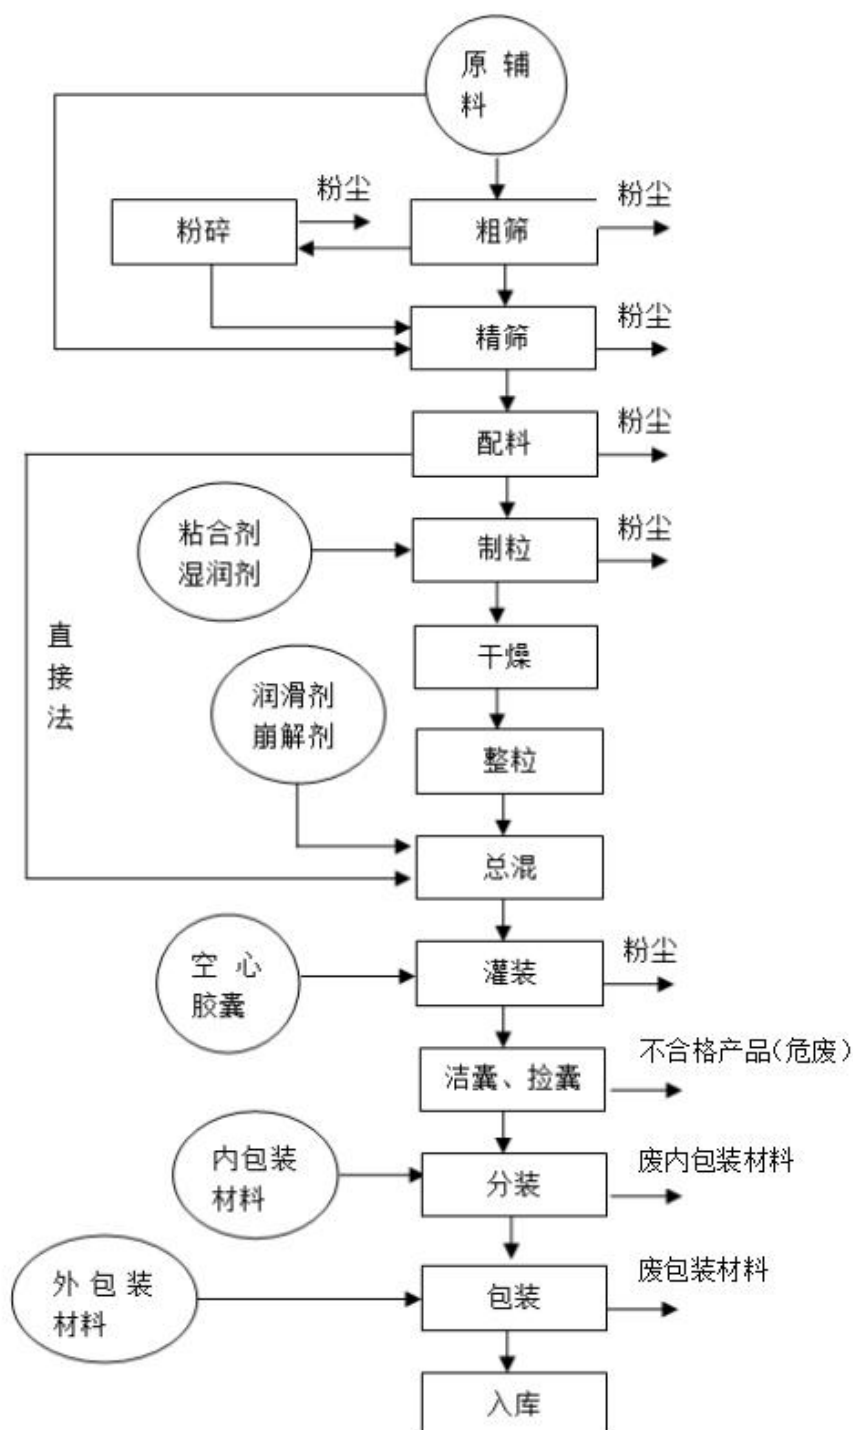 原 辅
料
粉尘
粉尘
粉碎
粗筛
粉尘
精筛
粉尘
配料
粘合剂
湿润剂
粉尘
制粒
直
接
法
干燥
润滑剂
崩解剂
整粒
总混
空 心
胶囊
粉尘
灌装
不合格产品(危废)
洁囊、捡囊
内包装
材料
废内包装材料
分装
外 包 装
材料
废包装材料
包装
入库